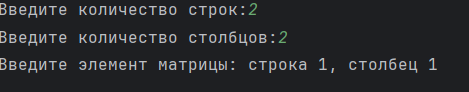 Введите количество строк:2
Введите количество столбцов:2
Введите элемент матрицы: строка 1, столбец 1